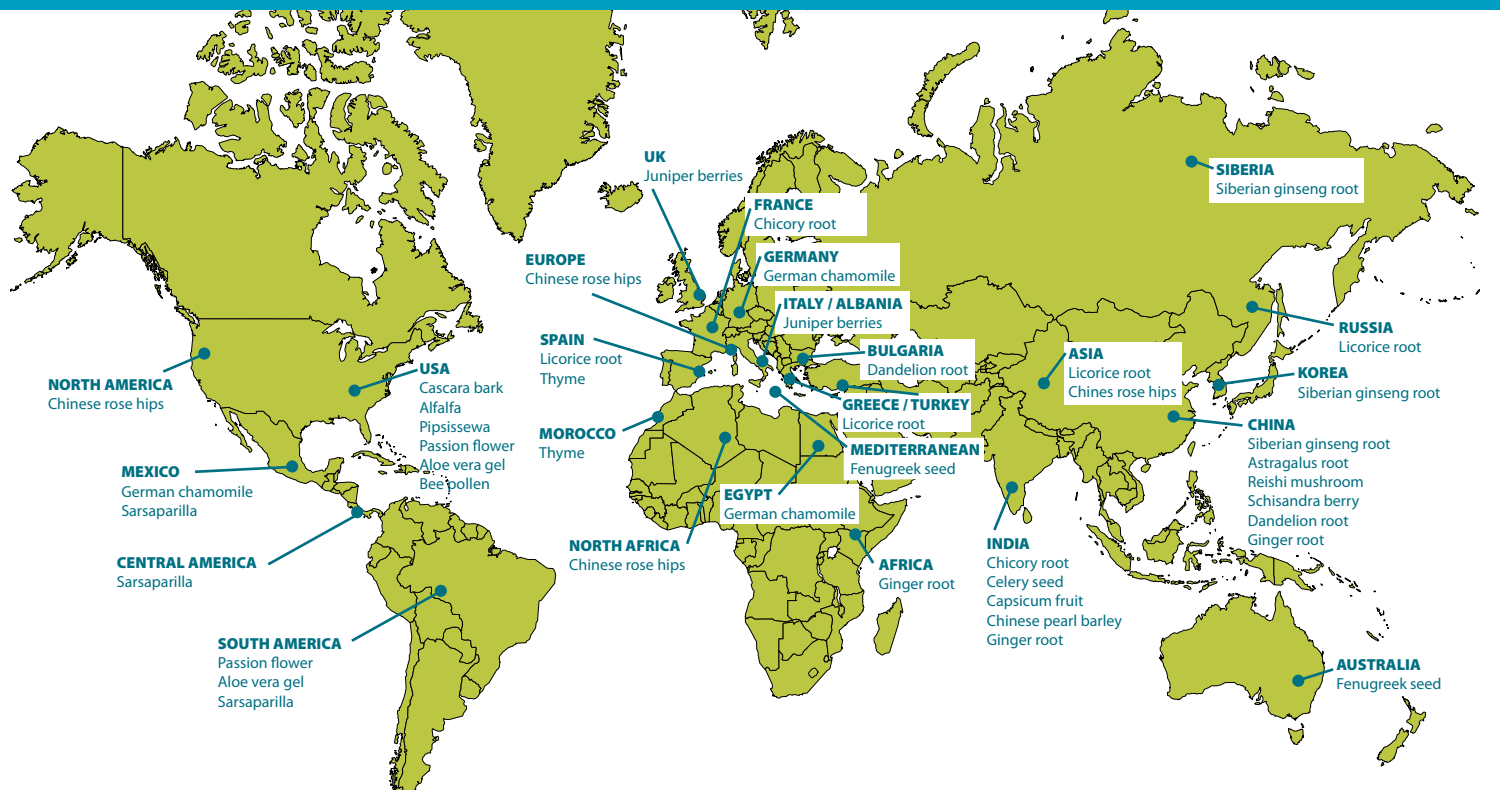 UK
Juniper berries
SIBERIA
Siberian ginseng root
FRANCE
Chicory root
EUROPE
Chinese rose hips
GERMANY
German chamomile
ITALY / ALBANIA
Juniper berries
RUSSIA
Licorice root
SPAIN
Licorice root
Thyme
BULGARIA
Dandelion root
ASIA
Licorice root
Chines rose hips
NORTH AMERICA
Chinese rose hips
USA
Cascara bark
Alfalfa
Pipsissewa
Passion flower
Aloe vera gel
Bee pollen
KOREA
Siberian ginseng root
GREECE / TURKEY
Licorice root
MOROCCO
Thyme
CHINA
Siberian ginseng root
Astragalus root
Reishi mushroom
Schisandra berry
Dandelion root
Ginger root
MEDITERRANEAN
Fenugreek seed
MEXICO
German chamomile
Sarsaparilla
EGYPT
German chamomile
NORTH AFRICA
Chinese rose hips
INDIA
Chicory root
Celery seed
Capsicum fruit
Chinese pearl barley
Ginger root
CENTRAL AMERICA
Sarsaparilla
AFRICA
Ginger root
SOUTH AMERICA
Passion flower
Aloe vera gel
Sarsaparilla
AUSTRALIA
Fenugreek seed